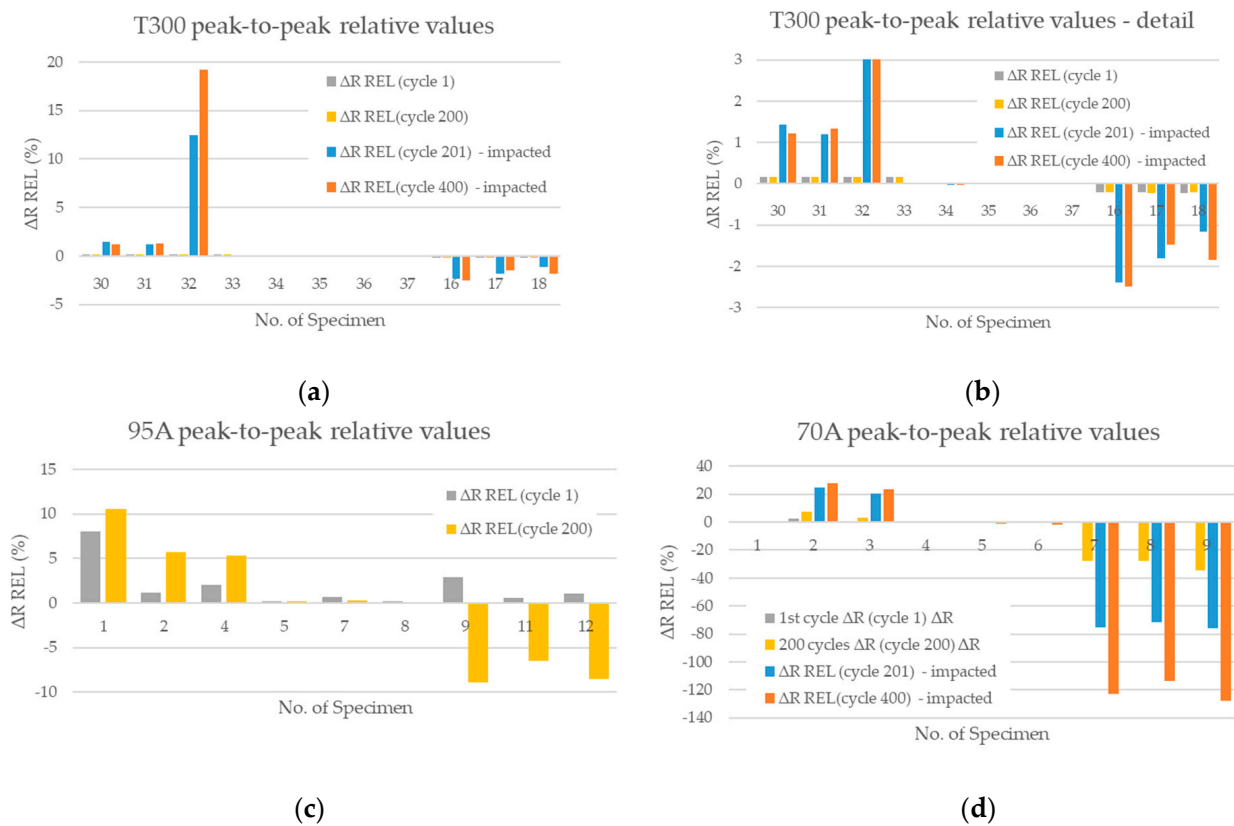 (a)
T300 peak-to-peak relative values
20
15
10
5
0
-5
ΔR REL (%)
ΔR REL (cycle 1)
ΔR REL(cycle 200)
ΔR REL (cycle 201) - impacted
ΔR REL(cycle 400) - impacted
30 31 32 33 34 35 36 37 16 17 18
No. of Specimen
(b)
T300 peak-to-peak relative values - detail
3
2
1
0
-1
-2
-3
ΔR REL (%)
ΔR REL (cycle 1)
ΔR REL(cycle 200)
ΔR REL (cycle 201) - impacted
ΔR REL(cycle 400) - impacted
30 31 32 33 34 35 36 37 16 17 18
No. of Specimen
(a)
(b)
95A peak-to-peak relative values
15
10
5
0
-5
-10
ΔR REL (%)
ΔR REL (cycle 1)
ΔR REL(cycle 200)
1 2 4 5 7 8 9 11 12
No. of Specimen
(c)
70A peak-to-peak relative values
40
20
0
-20
-40
-60
-80
-100
-120
-140
ΔR REL (%)
1 2 3 4 5 6 7 8 9
1st cycle ΔR (cycle 1) ΔR
200 cycles ΔR (cycle 200) ΔR
ΔR REL (cycle 201) - impacted
ΔR REL(cycle 400) - impacted
No. of Specimen
(d)